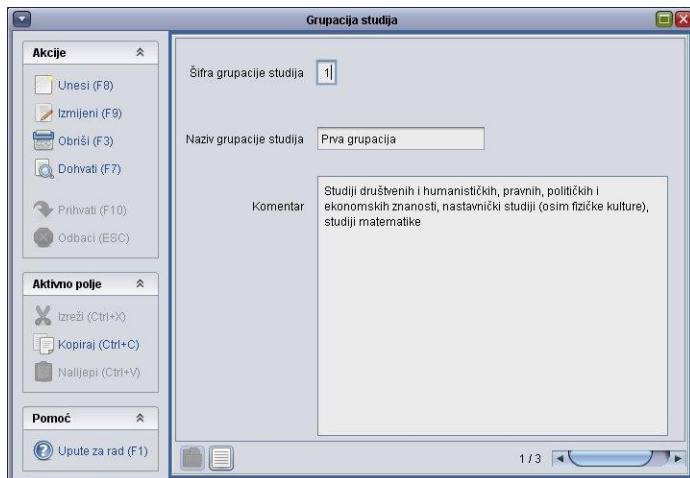 Grupacija studija
Akcije
Unesi (F8)
Izmijeni (F9)
Obriši (F3)
Dohvati (F7)
Prihvati (F10)
Odbaci (ESC)
Aktivno polje
Izreži (Ctrl+X)
Kopiraj (Ctrl+C)
Nalijepi (Ctrl+V)
Pomoć
Upute za rad (F1)
Šifra grupacije studija 1
Naziv grupacije studija Prva grupacija
Komentar
Studiji društvenih i humanističkih, pravnih, političkih i
ekonomskih znanosti, nastavnički studiji (osim fizičke kulture),
studiji matematike
1 / 3